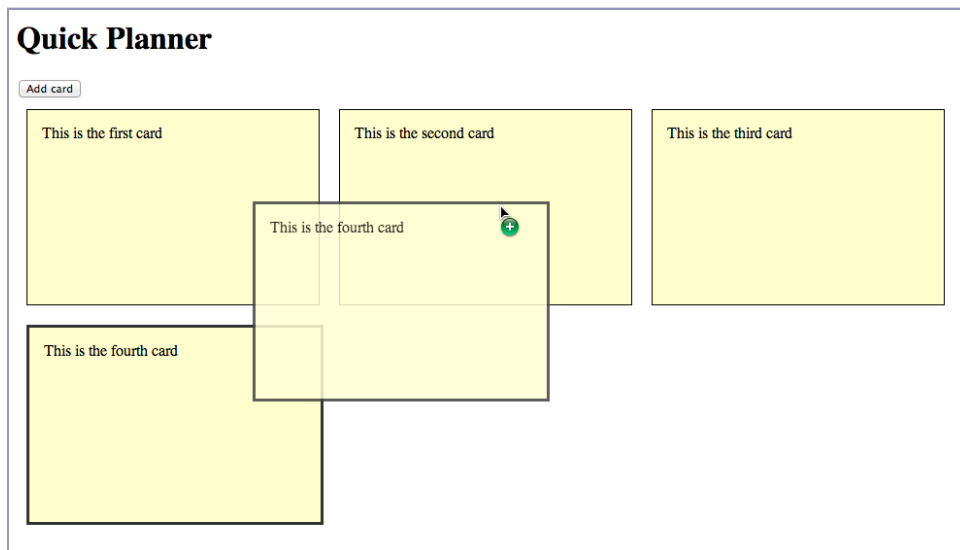 Quick Planner
Add card
This is the first card
This is the second card
This is the third card
This is the fourth card
This is the fourth card